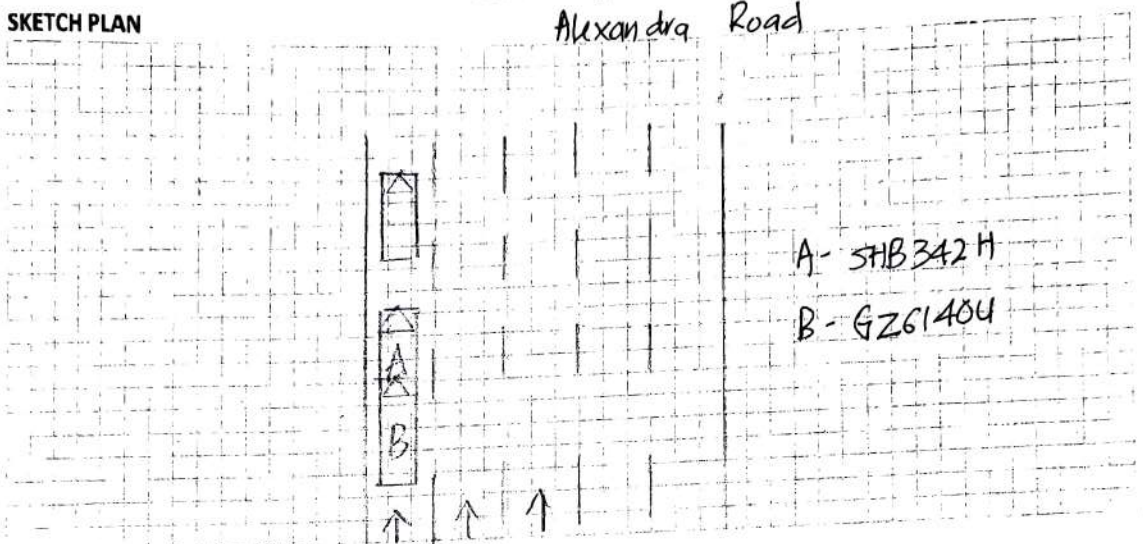 SKETCH PLAN
Alexandra Road
A - SHB342H
B - GZ6140U
A
B